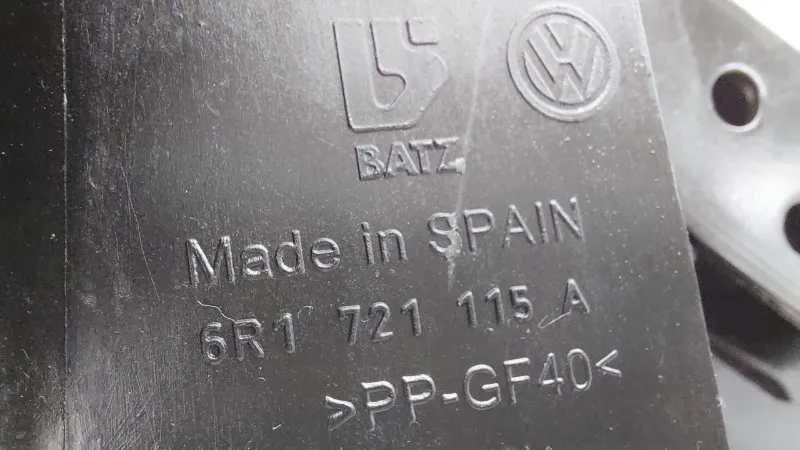 BATZ
Made in SPAIN
6R1 721 115 A
>PP-GF40<